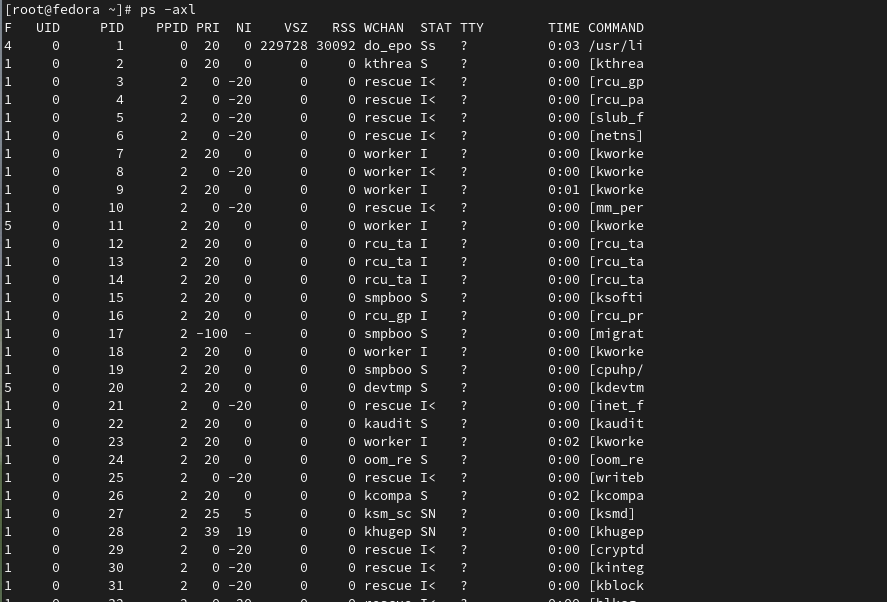 [root@fedora ~]# ps -axl
F   UID     PID    PPID PRI  NI    VSZ   RSS WCHAN  STAT TTY        TIME COMMAND
4     0       1       0  20   0 229728 30092 do_epo Ss   ?          0:03 /usr/li
1     0       2       0  20   0      0     0 kthrea S    ?          0:00 [kthrea
1     0       3       2   0 -20      0     0 rescue I<   ?          0:00 [rcu_gp
1     0       4       2   0 -20      0     0 rescue I<   ?          0:00 [rcu_pa
1     0       5       2   0 -20      0     0 rescue I<   ?          0:00 [slub_f
1     0       6       2   0 -20      0     0 rescue I<   ?          0:00 [netns]
1     0       7       2  20   0      0     0 worker I    ?          0:00 [kworke
1     0       8       2   0 -20      0     0 worker I<   ?          0:00 [kworke
1     0       9       2  20   0      0     0 worker I    ?          0:01 [kworke
1     0      10       2   0 -20      0     0 rescue I<   ?          0:00 [mm_per
5     0      11       2  20   0      0     0 worker I    ?          0:00 [kworke
1     0      12       2  20   0      0     0 rcu_ta I    ?          0:00 [rcu_ta
1     0      13       2  20   0      0     0 rcu_ta I    ?          0:00 [rcu_ta
1     0      14       2  20   0      0     0 rcu_ta I    ?          0:00 [rcu_ta
1     0      15       2  20   0      0     0 smpboo S    ?          0:00 [ksofti
1     0      16       2  20   0      0     0 rcu_gp I    ?          0:00 [rcu_pr
1     0      17       2 -100  -      0     0 smpboo S    ?          0:00 [migrat
1     0      18       2  20   0      0     0 worker I    ?          0:00 [kworke
1     0      19       2  20   0      0     0 smpboo S    ?          0:00 [cpuhp/
5     0      20       2  20   0      0     0 devtmp S    ?          0:00 [kdevtm
1     0      21       2   0 -20      0     0 rescue I<   ?          0:00 [inet_f
1     0      22       2  20   0      0     0 kaudit S    ?          0:00 [kaudit
1     0      23       2  20   0      0     0 worker I    ?          0:02 [kworke
1     0      24       2  20   0      0     0 oom_re S    ?          0:00 [oom_re
1     0      25       2   0 -20      0     0 rescue I<   ?          0:00 [writeb
1     0      26       2  20   0      0     0 kcompa S    ?          0:02 [kcompa
1     0      27       2  25   5      0     0 ksm_sc SN   ?          0:00 [ksmd]
1     0      28       2  39  19      0     0 khugep SN   ?          0:00 [khugep
1     0      29       2   0 -20      0     0 rescue I<   ?          0:00 [cryptd
1     0      30       2   0 -20      0     0 rescue I<   ?          0:00 [kinteg
1     0      31       2   0 -20      0     0 rescue I<   ?          0:00 [kblock